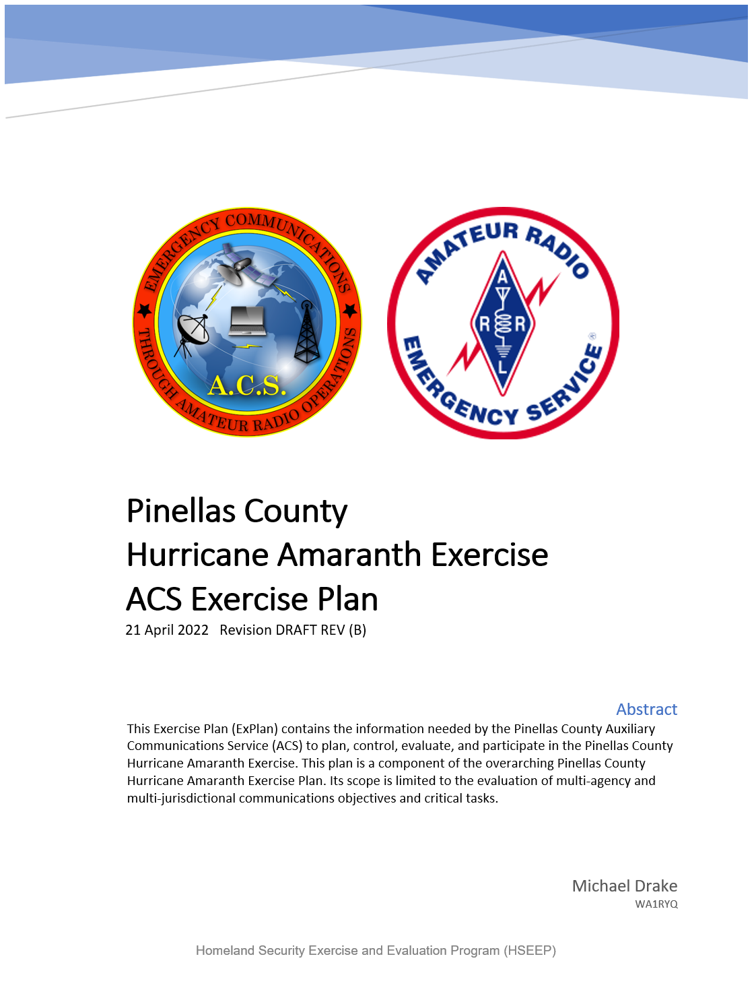 EMERGENCY COMMUNICATIONS
THROUGH AMATEUR RADIO OPERATIONS
A.C.S.
AMATEUR RADIO
A
R R
L
EMERGENCY SERVICE®
Pinellas County
Hurricane Amaranth Exercise
ACS Exercise Plan
21 April 2022 Revision DRAFT REV (B)
Abstract
This Exercise Plan (ExPlan) contains the information needed by the Pinellas County Auxiliary
Communications Service (ACS) to plan, control, evaluate, and participate in the Pinellas County
Hurricane Amaranth Exercise. This plan is a component of the overarching Pinellas County
Hurricane Amaranth Exercise Plan. Its scope is limited to the evaluation of multi-agency and
multi-jurisdictional communications objectives and critical tasks.
Michael Drake
WA1RYQ
Homeland Security Exercise and Evaluation Program (HSEEP)